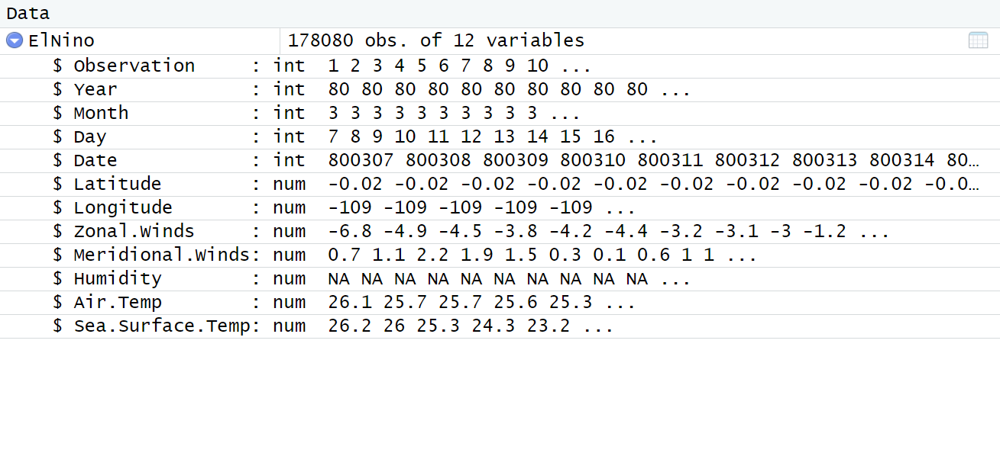 Data
ElNino 178080 obs. of 12 variables
$ Observation : int 1 2 3 4 5 6 7 8 9 10 ...
$ Year : int 80 80 80 80 80 80 80 80 80 80 ...
$ Month : int 3 3 3 3 3 3 3 3 3 3 ...
$ Day : int 7 8 9 10 11 12 13 14 15 16 ...
$ Date : int 800307 800308 800309 800310 800311 800312 800313 800314 80…
$ Latitude : num -0.02 -0.02 -0.02 -0.02 -0.02 -0.02 -0.02 -0.02 -0.02 -0.0…
$ Longitude : num -109 -109 -109 -109 -109 ...
$ Zonal.Winds : num -6.8 -4.9 -4.5 -3.8 -4.2 -4.4 -3.2 -3.1 -3 -1.2 ...
$ Meridional.Winds: num 0.7 1.1 2.2 1.9 1.5 0.3 0.1 0.6 1 1 ...
$ Humidity : num NA NA NA NA NA NA NA NA NA NA ...
$ Air.Temp : num 26.1 25.7 25.7 25.6 25.3 ...
$ Sea.Surface.Temp: num 26.2 26 25.3 24.3 23.2 ...